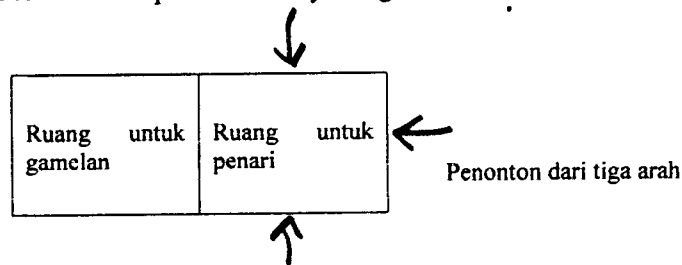 Ruang untuk
gamelan
Ruang untuk
penari
Penonton dari tiga arah